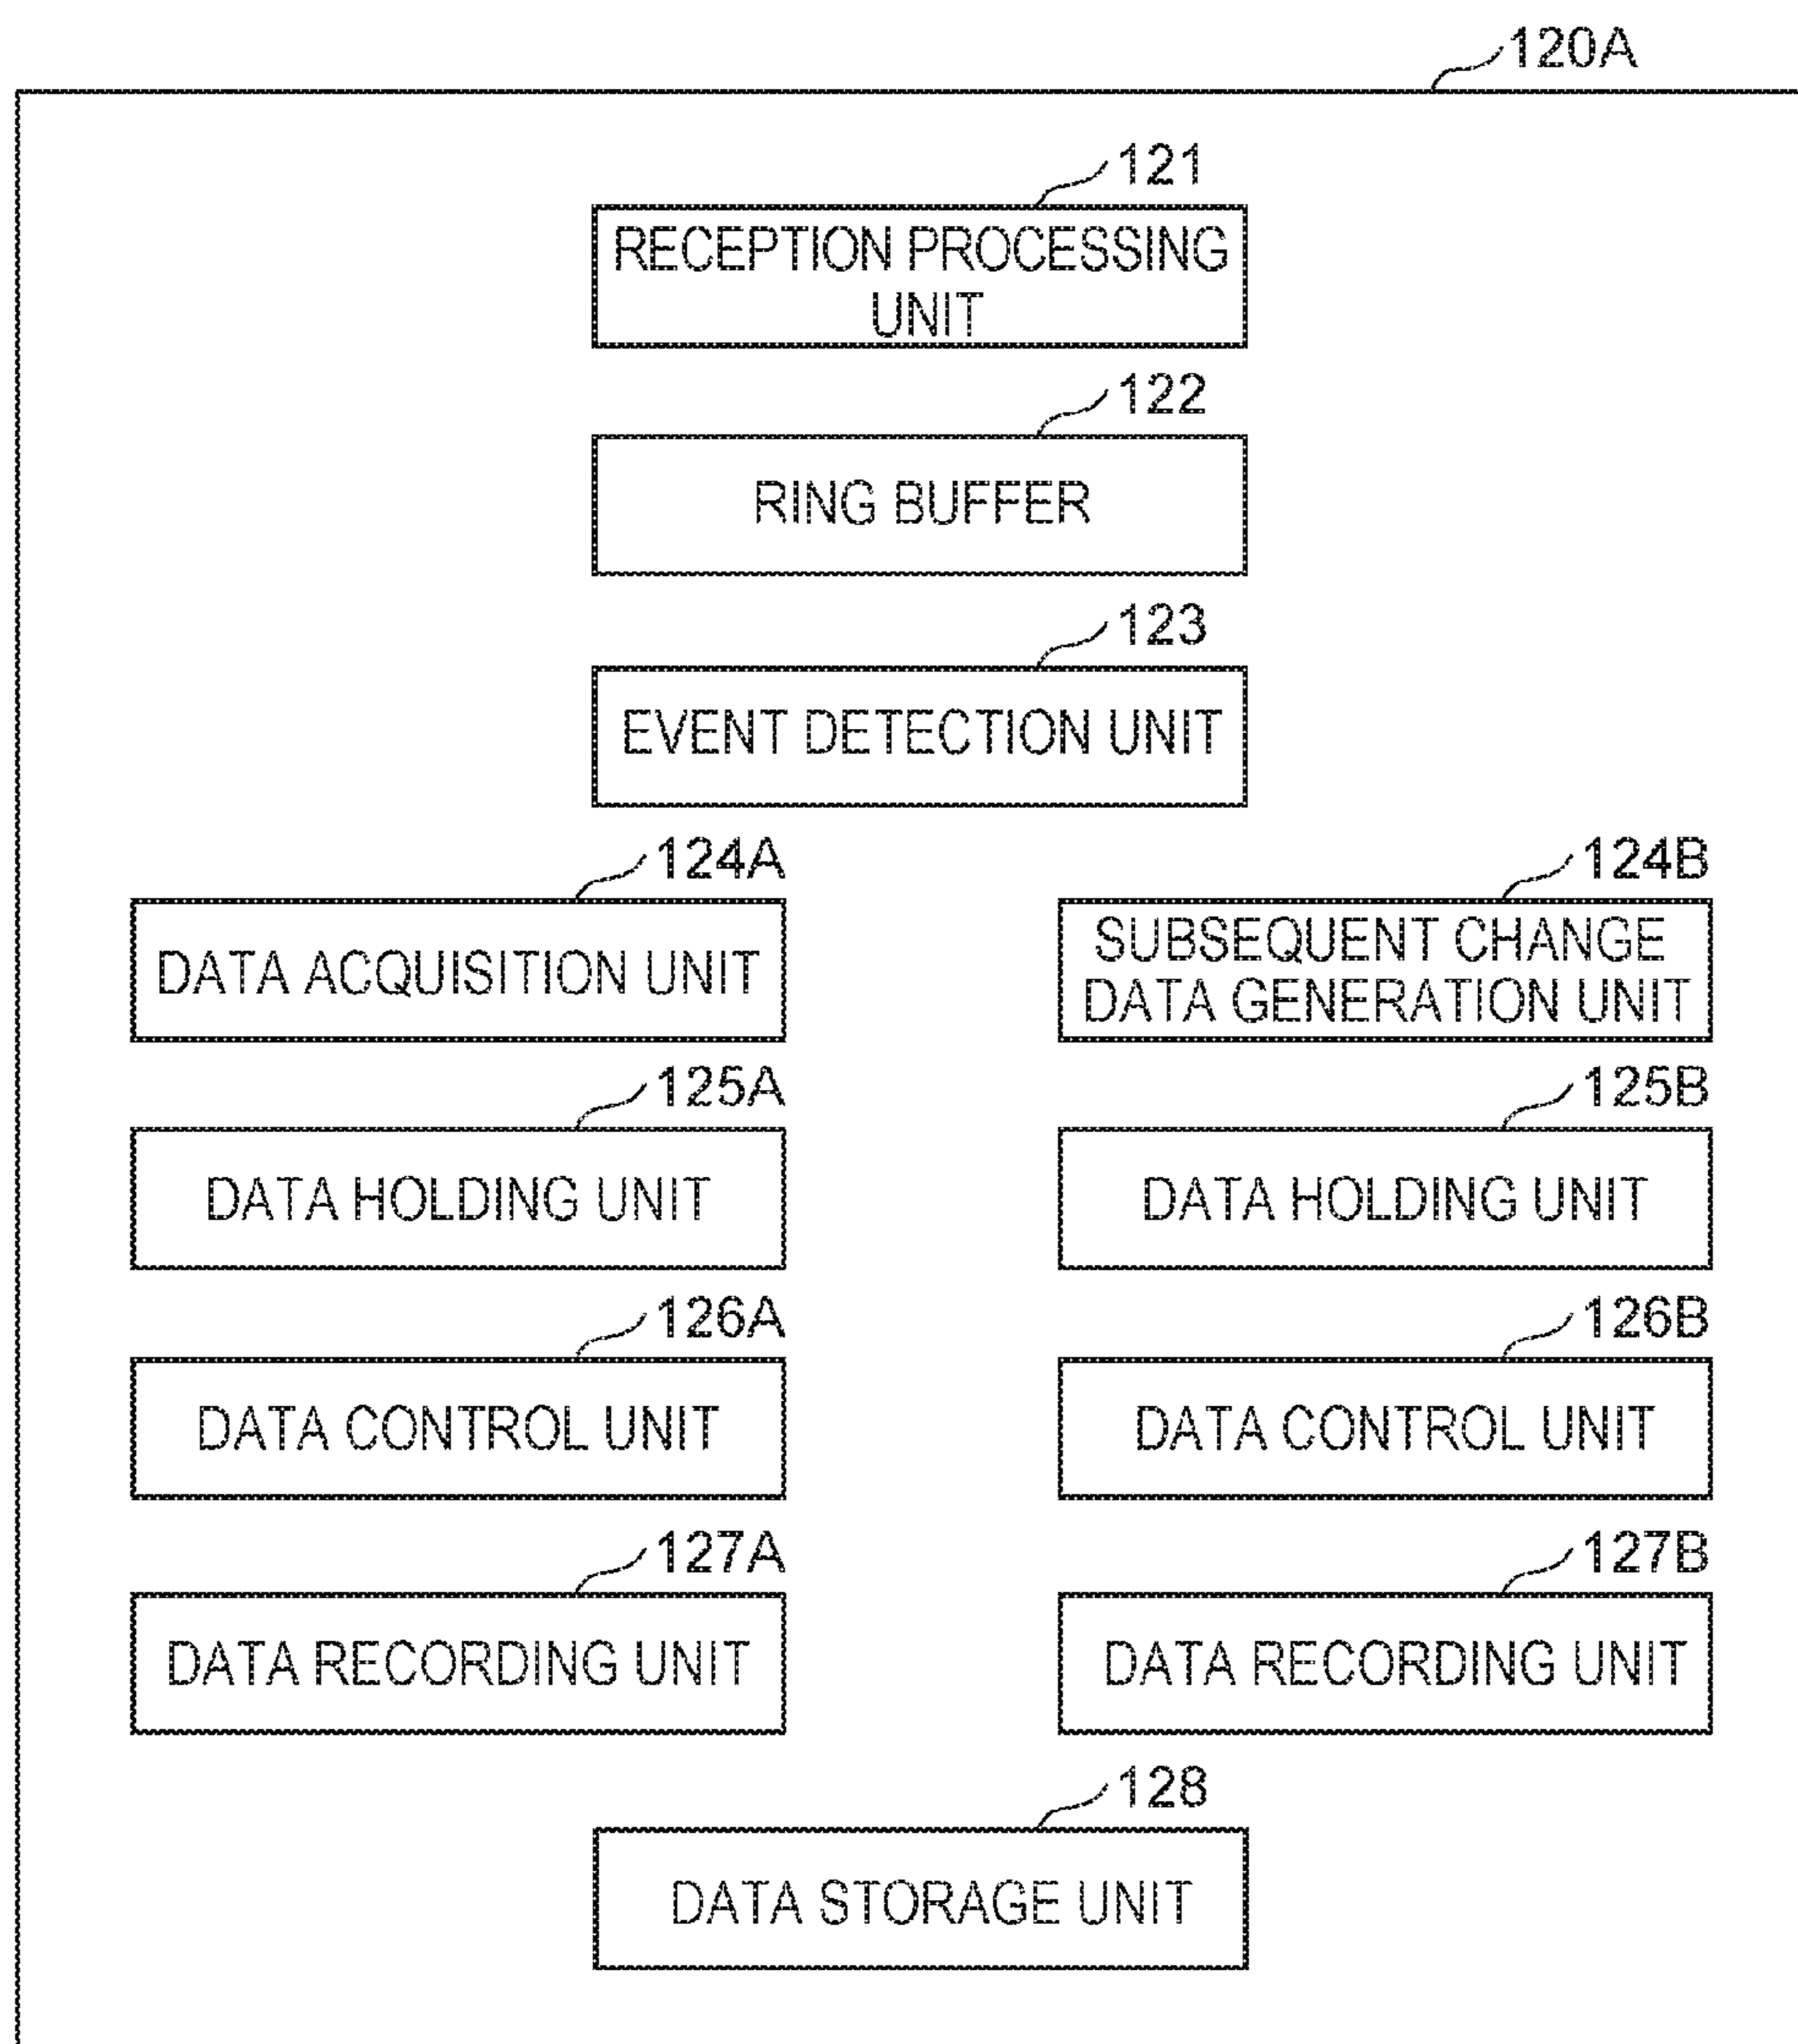 120A
121
RECEPTION PROCESSING
UNIT
122
RING BUFFER
123
EVENT DETECTION UNIT
124A
DATA ACQUISITION UNIT
124B
SUBSEQUENT CHANGE
DATA GENERATION UNIT
125A
DATA HOLDING UNIT
125B
DATA HOLDING UNIT
126A
DATA CONTROL UNIT
126B
DATA CONTROL UNIT
127A
DATA RECORDING UNIT
127B
DATA RECORDING UNIT
128
DATA STORAGE UNIT